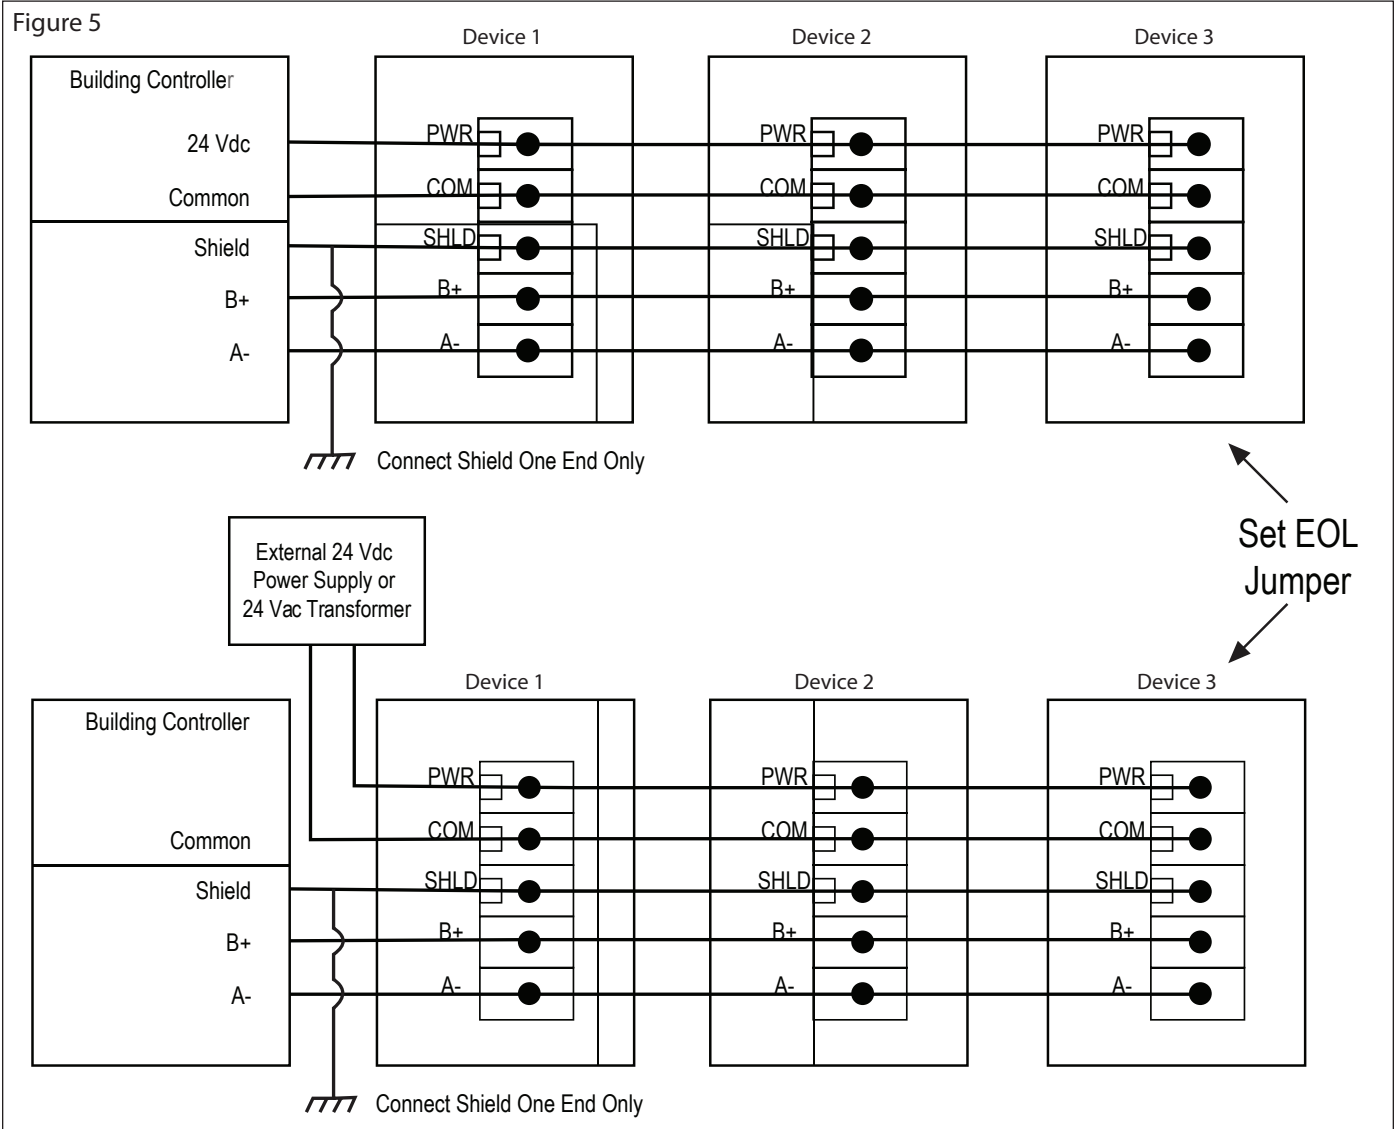 Figure 5
Device 1
Device 2
Device 3
Building Controller
24 Vdc
Common
Shield
B+
A-
PWR
COM
SHLD
B+
A-
PWR
COM
SHLD
B+
A-
PWR
COM
SHLD
B+
A-
Connect Shield One End Only
Set EOL
Jumper
External 24 Vdc
Power Supply or
24 Vac Transformer
Device 1
Device 2
Device 3
Building Controller
Common
Shield
B+
A-
PWR
COM
SHLD
B+
A-
PWR
COM
SHLD
B+
A-
PWR
COM
SHLD
B+
A-
Connect Shield One End Only